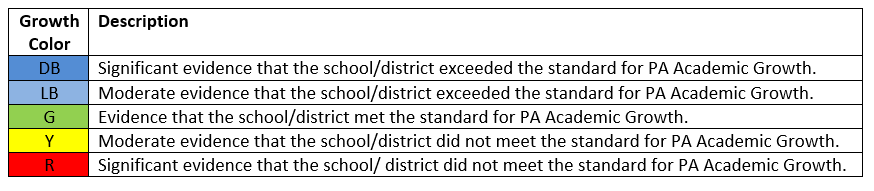 Growth Color Description
DB Significant evidence that the school/district exceeded the standard for PA Academic Growth.
LB Moderate evidence that the school/district exceeded the standard for PA Academic Growth.
G Evidence that the school/district met the standard for PA Academic Growth.
Y Moderate evidence that the school/district did not meet the standard for PA Academic Growth.
R Significant evidence that the school/ district did not meet the standard for PA Academic Growth.